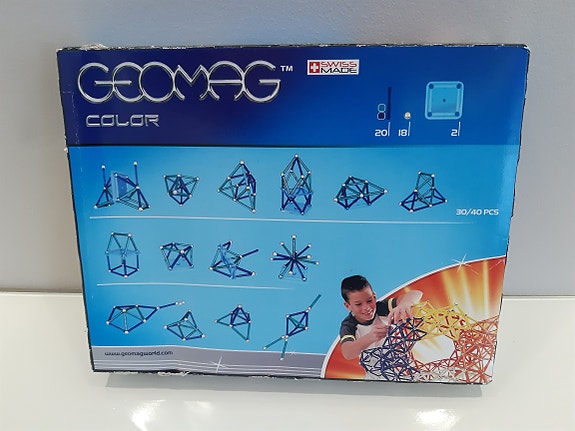 GEOMAG™
SWISS
MADE
COLOR
20 18 2
30/40 PCS
www.geomagworld.com